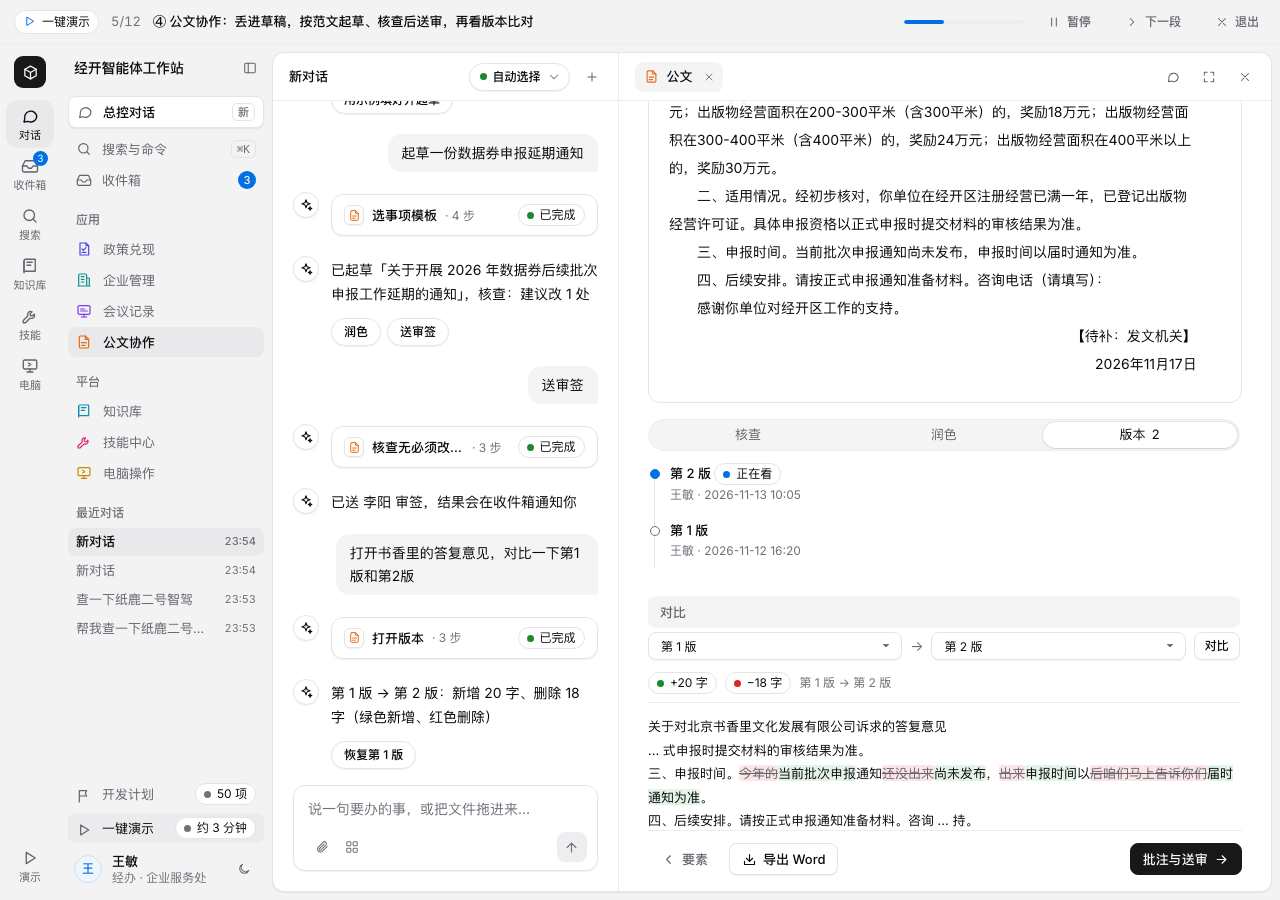 一键演示
5/12
④ 公文协作：丢进草稿，按范文起草、核查后送审，再看版本比对
暂停
下一段
退出
对话
3
收件箱
搜索
知识库
技能
电脑
演示
经开智能体工作站
总控对话
新
搜索与命令
⌘K
收件箱
3
应用
政策兑现
企业管理
会议记录
公文协作
平台
知识库
技能中心
电脑操作
最近对话
新对话
23:54
新对话
23:54
查一下纸鹿二号智驾
23:53
帮我查一下纸鹿二号...
23:53
开发计划
50 项
一键演示
约 3 分钟
王
王敏
经办 · 企业服务处
新对话
自动选择
起草一份数据券申报延期通知
选事项模板 · 4 步
已完成
已起草「关于开展 2026 年数据券后续批次
申报工作延期的通知」，核查：建议改 1 处
润色
送审签
送审签
核查无必须改... · 3 步
已完成
已送 李阳 审签，结果会在收件箱通知你
打开书香里的答复意见，对比一下第1
版和第2版
打开版本 · 3 步
已完成
第 1 版 → 第 2 版：新增 20 字、删除 18
字（绿色新增、红色删除）
恢复第 1 版
说一句要办的事，或把文件拖进来...
公文
元；出版物经营面积在200-300平米（含300平米）的，奖励18万元；出版物经营面
积在300-400平米（含400平米）的，奖励24万元；出版物经营面积在400平米以上
的，奖励30万元。
二、适用情况。经初步核对，你单位在经开区注册经营已满一年，已登记出版物
经营许可证。具体申报资格以正式申报时提交材料的审核结果为准。
三、申报时间。当前批次申报通知尚未发布，申报时间以届时通知为准。
四、后续安排。请按正式申报通知准备材料。咨询电话（请填写）：
感谢你单位对经开区工作的支持。
【待补：发文机关】
2026年11月17日
核查
润色
版本 2
第 2 版
正在看
王敏 · 2026-11-13 10:05
第 1 版
王敏 · 2026-11-12 16:20
对比
第 1 版
→
第 2 版
对比
+20 字
−18 字
第 1 版 → 第 2 版
关于对北京书香里文化发展有限公司诉求的答复意见
... 式申报时提交材料的审核结果为准。
三、申报时间。今年的当前批次申报通知还没出来尚未发布，出来申报时间以后咱们马上告诉你们届时
通知为准。
四、后续安排。请按正式申报通知准备材料。咨询 ... 持。
要素
导出 Word
批注与送审 →